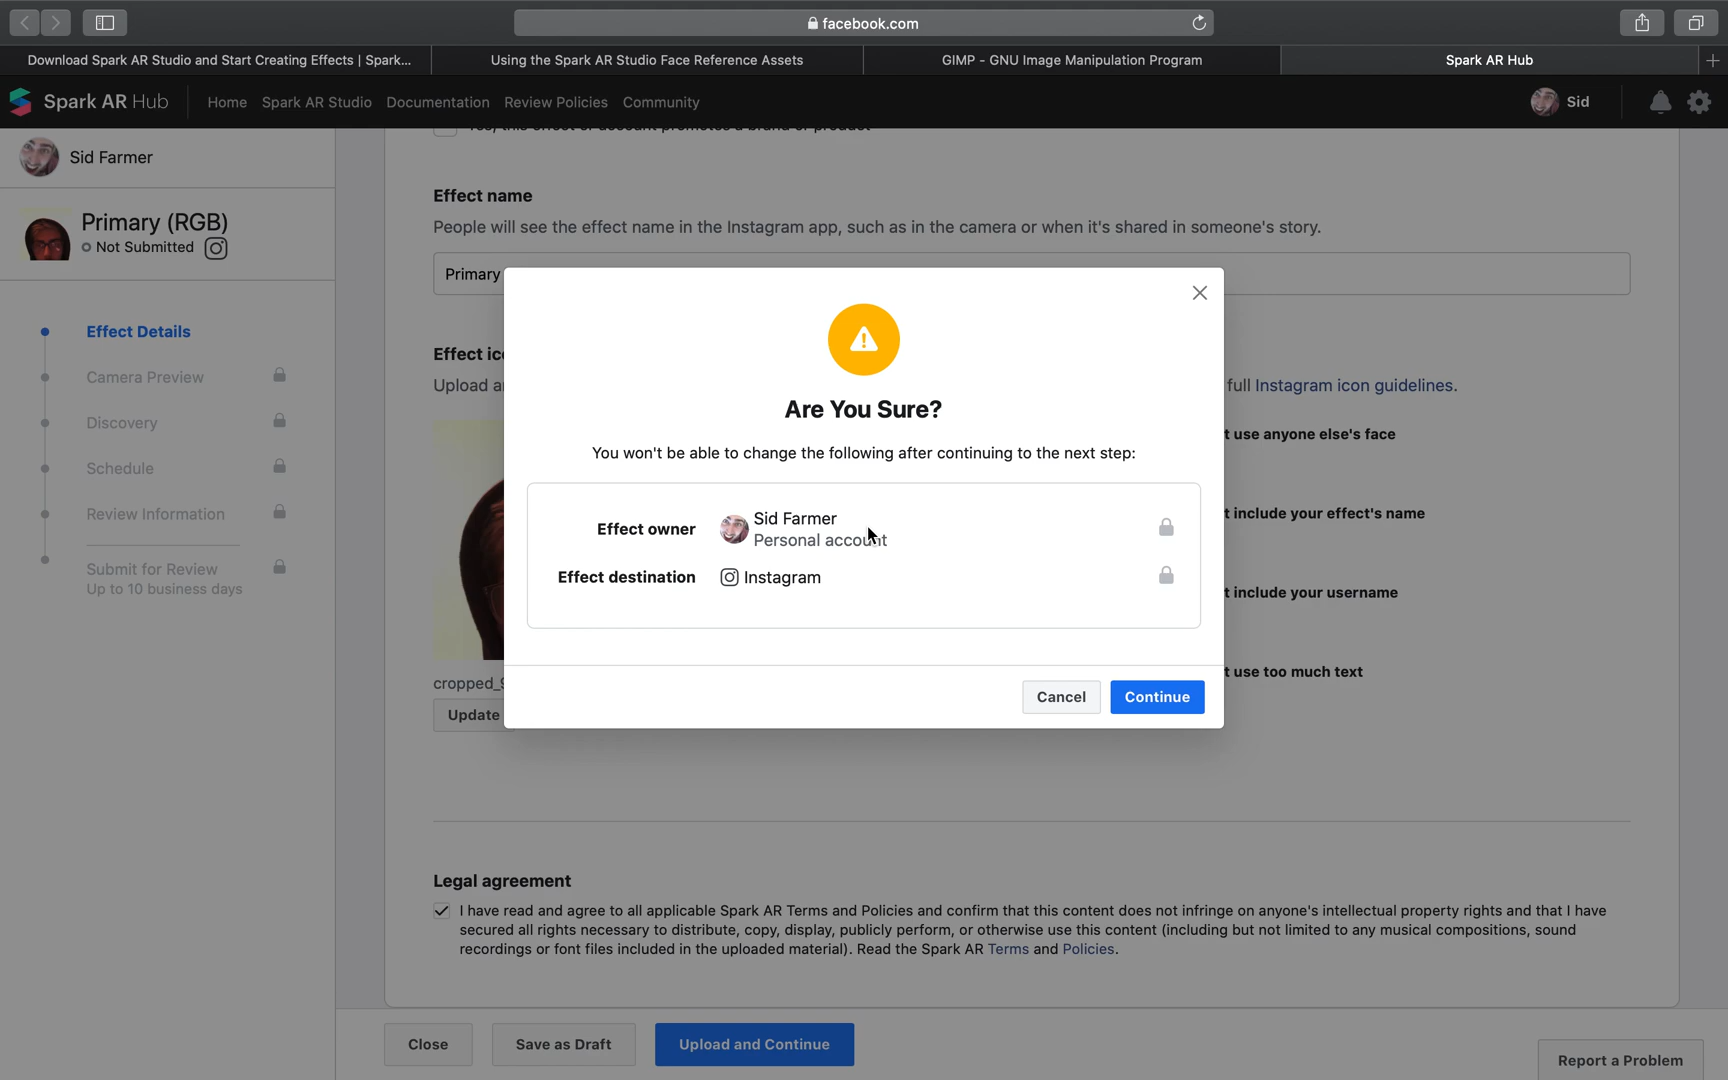 facebook.com
Download Spark AR Studio and Start Creating Effects | Spark...
Using the Spark AR Studio Face Reference Assets
GIMP - GNU Image Manipulation Program
Spark AR Hub
Spark AR Hub
Home
Spark AR Studio
Documentation
Review Policies
Community
Sid
Sid Farmer
Primary (RGB)
Not Submitted
Effect Details
Camera Preview
Discovery
Schedule
Review Information
Submit for Review
Up to 10 business days
Yes, this effect or account promotes a brand or product
Effect name
People will see the effect name in the Instagram app, such as in the camera or when it's shared in someone's story.
Primary
Effect ic
Upload a
full Instagram icon guidelines.
t use anyone else's face
t include your effect's name
t include your username
t use too much text
cropped_
Update
Are You Sure?
You won't be able to change the following after continuing to the next step:
Effect owner
Sid Farmer
Personal account
Effect destination
Instagram
Cancel
Continue
Legal agreement
I have read and agree to all applicable Spark AR Terms and Policies and confirm that this content does not infringe on anyone's intellectual property rights and that I have
secured all rights necessary to distribute, copy, display, publicly perform, or otherwise use this content (including but not limited to any musical compositions, sound
recordings or font files included in the uploaded material). Read the Spark AR Terms and Policies.
Close
Save as Draft
Upload and Continue
Report a Problem